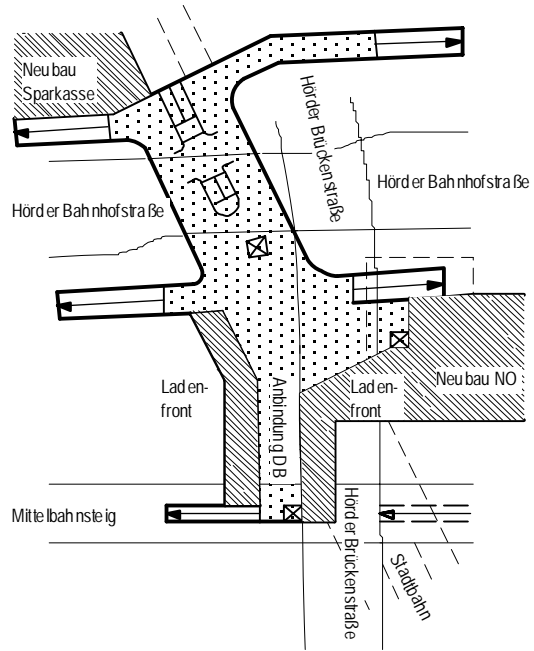 Neubau
Sparkasse
Hörder Brückenstraße
Hörder Bahnhofstraße
Hörder Bahnhofstraße
Laden-
front
Anbindung DB
Laden-
front
Neubau NO
Mittelbahnsteig
Hörder Brückenstraße
Stadtbahn